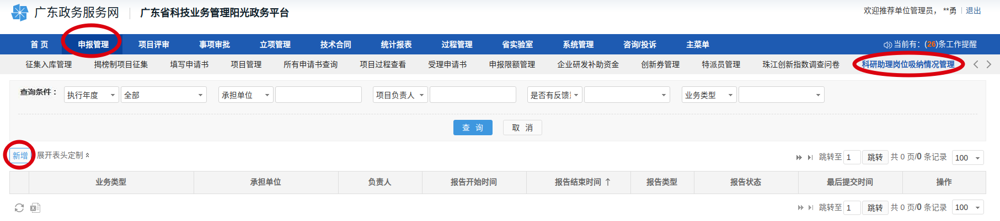 广东政务服务网 广东省科技业务管理阳光政务平台 欢迎推荐单位管理员， **勇 退出
首 页 申报管理 项目评审 事项审批 立项管理 技术合同 统计报表 过程管理 省实验室 系统管理 咨询/投诉 主菜单 当前有：(26)条工作提醒
征集入库管理 揭榜制项目征集 填写申请书 项目管理 所有申请书查询 项目过程查看 受理申请书 申报限额管理 企业研发补助资金 创新券管理 特派员管理 珠江创新指数调查问卷 科研助理岗位吸纳情况管理
查询条件： 执行年度 全部 承担单位 项目负责人 是否有反馈 业务类型
查 询 取 消
新增 展开表头定制 跳转至 1 跳转 共 0 页/0 条记录 100
业务类型 承担单位 负责人 报告开始时间 报告结束时间 报告类型 报告状态 最后提交时间 操作
跳转至 1 跳转 共 0 页/0 条记录 100